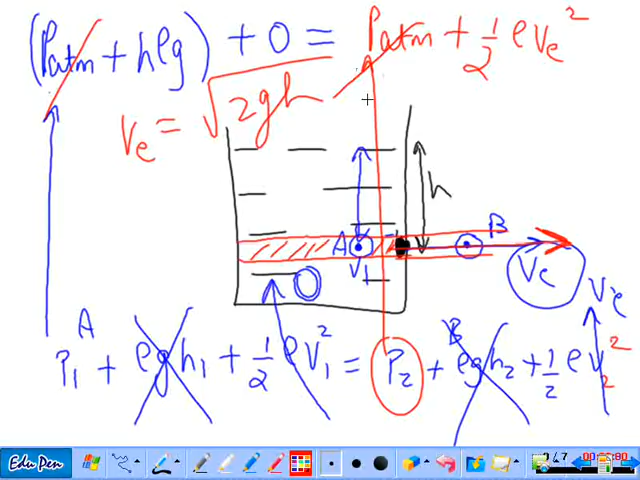 (Patm + hρg) + 0 = Patm + 1/2 ρVe²
Ve = √2gh
h
A
B
V1
Ve
Ve
A
B
P1 + ρgh1 + 1/2 ρV1² = P2 + ρgh2 + 1/2 ρV2²
Edu Pen